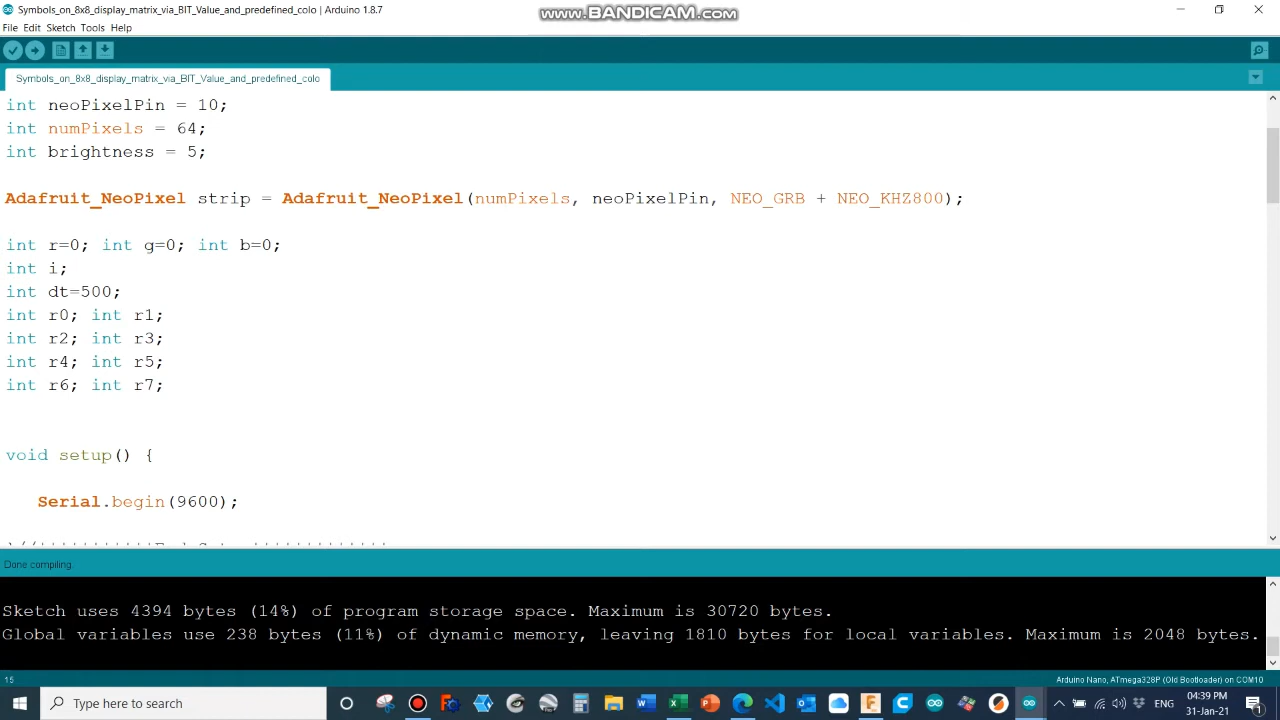 Symbols_on_8x8_display_matrix_via_BIT_Value_and_predefined_colo | Arduino 1.8.7
www.BANDICAM.com
File Edit Sketch Tools Help
Symbols_on_8x8_display_matrix_via_BIT_Value_and_predefined_colo
int neoPixelPin = 10;
int numPixels = 64;
int brightness = 5;
Adafruit_NeoPixel strip = Adafruit_NeoPixel(numPixels, neoPixelPin, NEO_GRB + NEO_KHZ800);
int r=0; int g=0; int b=0;
int i;
int dt=500;
int r0; int r1;
int r2; int r3;
int r4; int r5;
int r6; int r7;
void setup() {
Serial.begin(9600);
Done compiling.
Sketch uses 4394 bytes (14%) of program storage space. Maximum is 30720 bytes.
Global variables use 238 bytes (11%) of dynamic memory, leaving 1810 bytes for local variables. Maximum is 2048 bytes.
15
Arduino Nano, ATmega328P (Old Bootloader) on COM10
Type here to search
ENG
04:39 PM
31-Jan-21